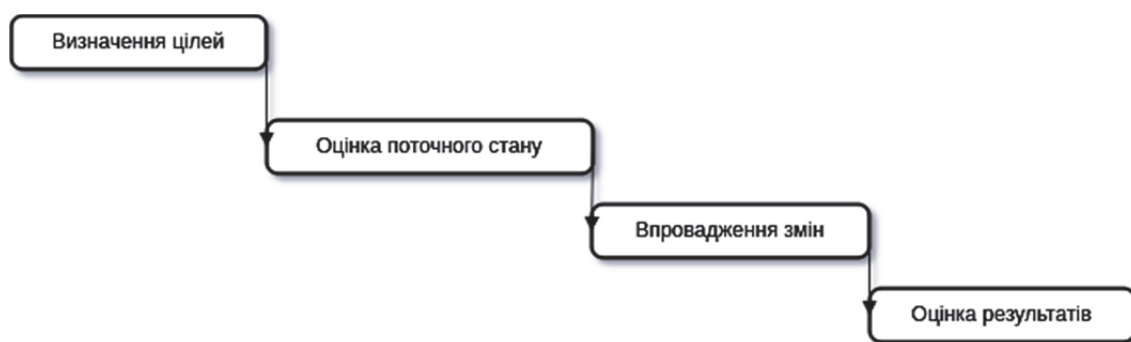 Визначення цілей
Оцінка поточного стану
Впровадження змін
Оцінка результатів